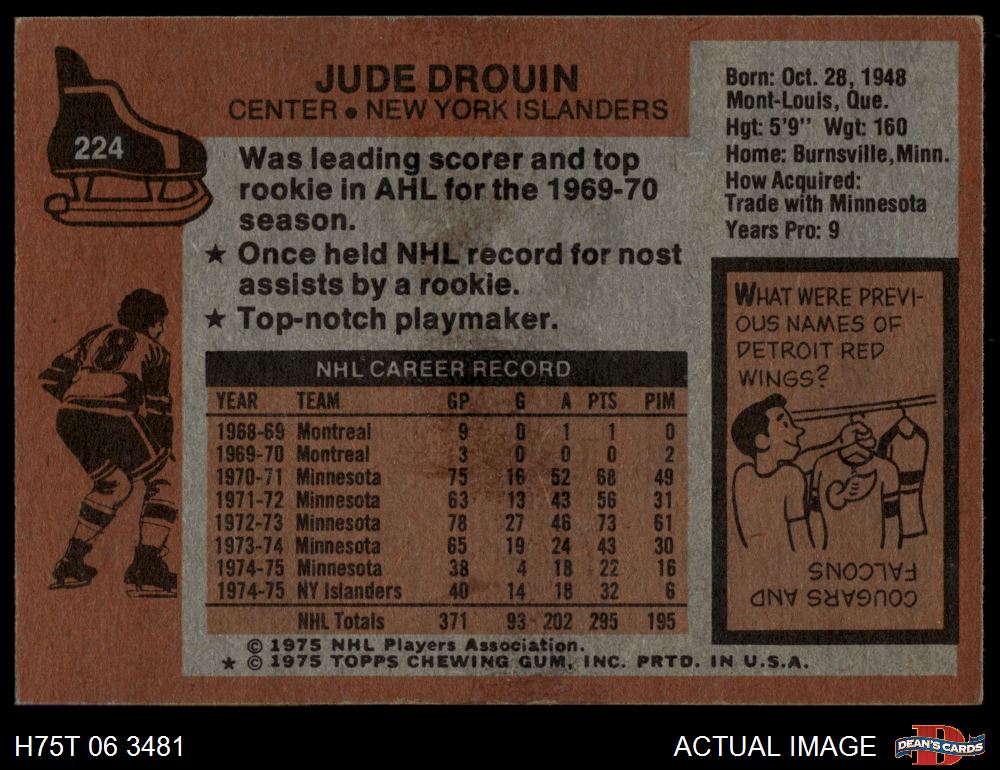 JUDE DROUIN
CENTER • NEW YORK ISLANDERS
224
Was leading scorer and top
rookie in AHL for the 1969-70
season.
★ Once held NHL record for nost
assists by a rookie.
★ Top-notch playmaker.
Born: Oct. 28, 1948
Mont-Louis, Que.
Hgt: 5'9" Wgt: 160
Home: Burnsville, Minn.
How Acquired:
Trade with Minnesota
Years Pro: 9
8
NHL CAREER RECORD
YEAR TEAM GP G A PTS PIM
1968-69 Montreal 9 0 1 1 0
1969-70 Montreal 3 0 0 0 2
1970-71 Minnesota 75 16 52 68 49
1971-72 Minnesota 63 13 43 56 31
1972-73 Minnesota 78 27 46 73 61
1973-74 Minnesota 65 19 24 43 30
1974-75 Minnesota 38 4 18 22 16
1974-75 NY Islanders 40 14 18 32 6
NHL Totals 371 93 202 295 195
WHAT WERE PREVI-
OUS NAMES OF
DETROIT RED
WINGS?
COUGARS AND
FALCONS
© 1975 NHL Players Association.
★ © 1975 TOPPS CHEWING GUM, INC. PRTD. IN U.S.A.
H75T 06 3481
ACTUAL IMAGE
D
DEAN'S CARDS